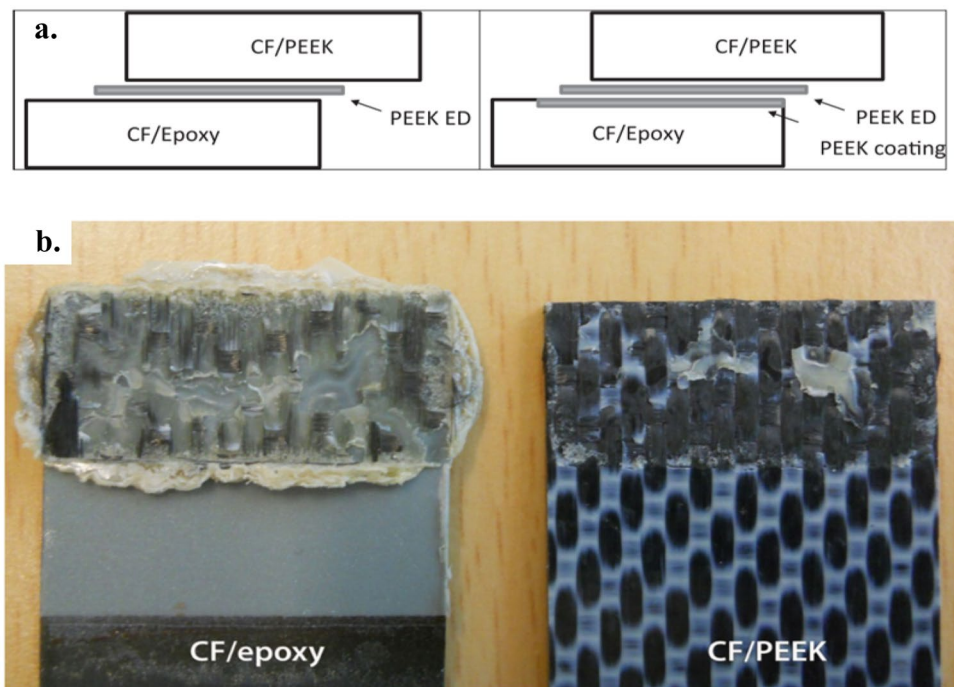 a.
CF/PEEK
PEEK ED
CF/Epoxy
CF/PEEK
PEEK ED
CF/Epoxy
PEEK coating
b.
CF/epoxy
CF/PEEK